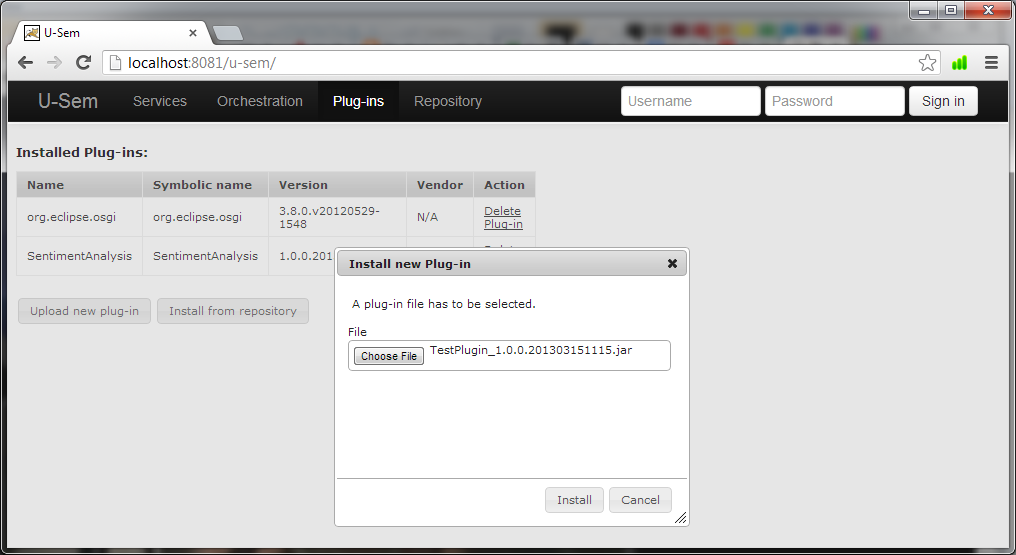 U-Sem
localhost:8081/u-sem/
U-Sem Services Orchestration Plug-ins Repository Username Password Sign in
Installed Plug-ins:
Name Symbolic name Version Vendor Action
org.eclipse.osgi org.eclipse.osgi 3.8.0.v20120529-1548 N/A Delete Plug-in
SentimentAnalysis SentimentAnalysis 1.0.0.201
Upload new plug-in Install from repository
Install new Plug-in
A plug-in file has to be selected.
File
Choose File TestPlugin_1.0.0.201303151115.jar
Install Cancel